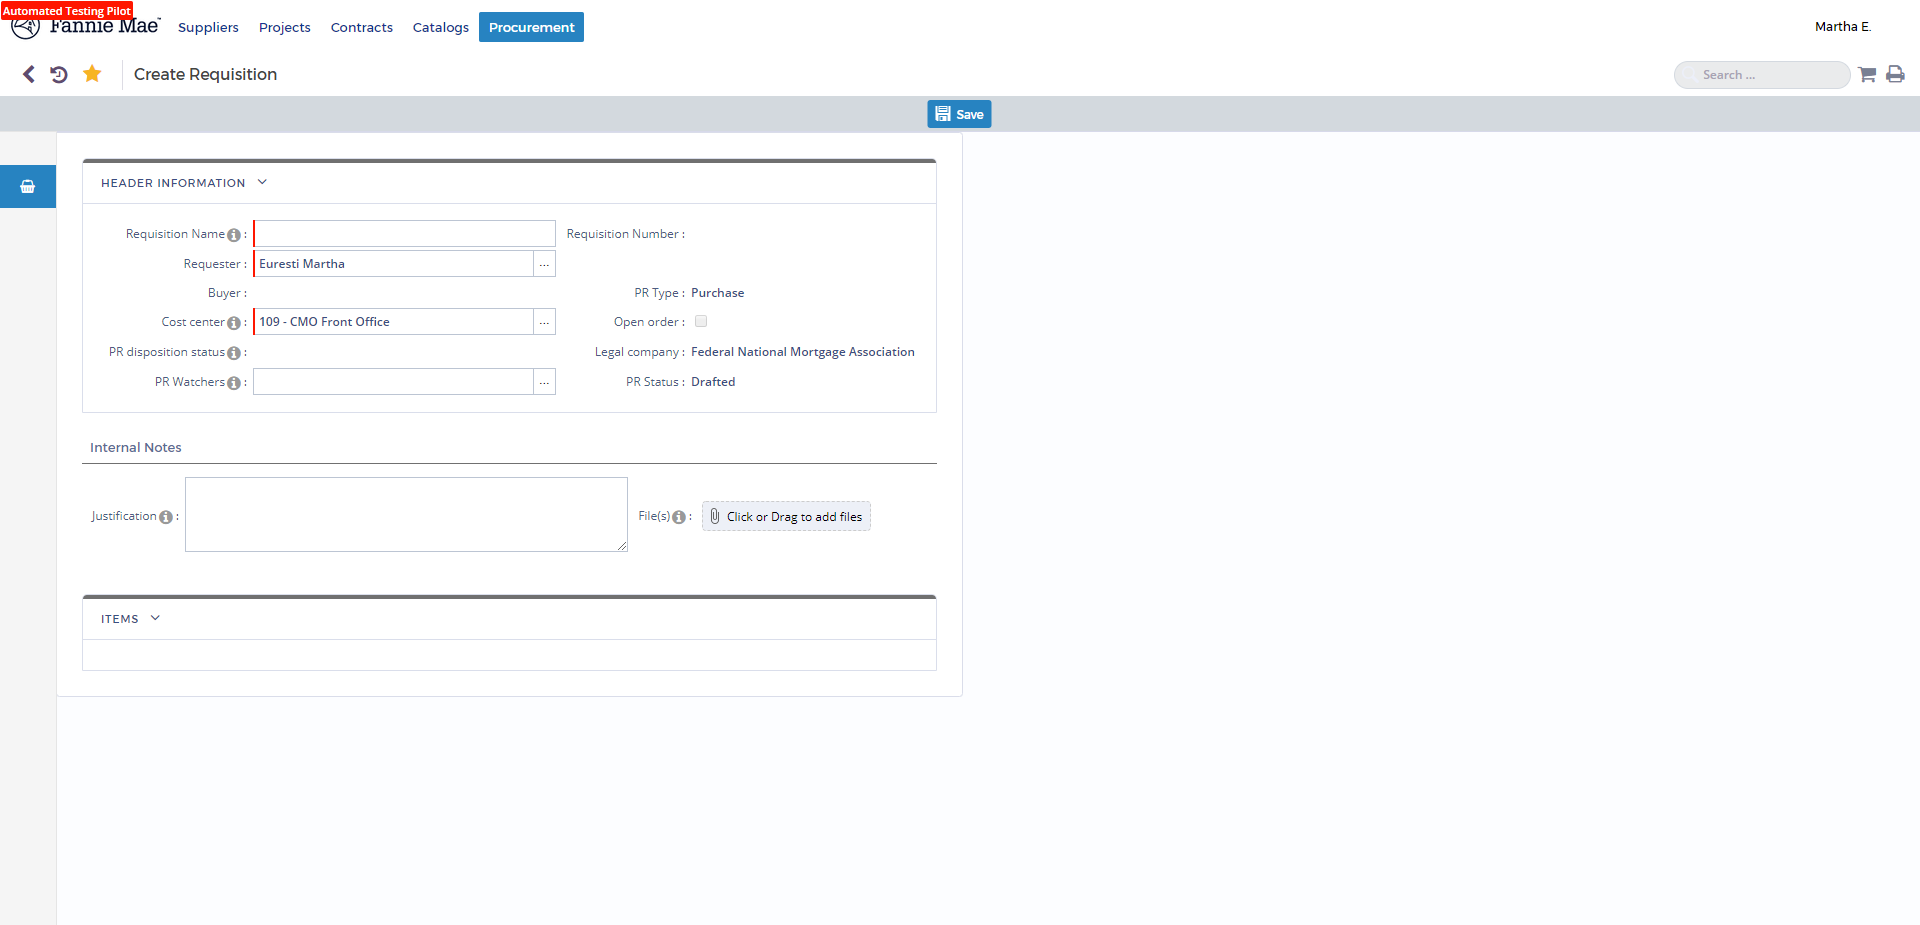 Automated Testing Pilot
Fannie Mae™
Suppliers Projects Contracts Catalogs Procurement
Martha E.
Create Requisition
Search ...
Save
HEADER INFORMATION
Requisition Name :
Requisition Number :
Requester : Euresti Martha ...
Buyer :
PR Type : Purchase
Cost center : 109 - CMO Front Office ...
Open order :
PR disposition status :
Legal company : Federal National Mortgage Association
PR Watchers : ...
PR Status : Drafted
Internal Notes
Justification :
File(s) : Click or Drag to add files
ITEMS